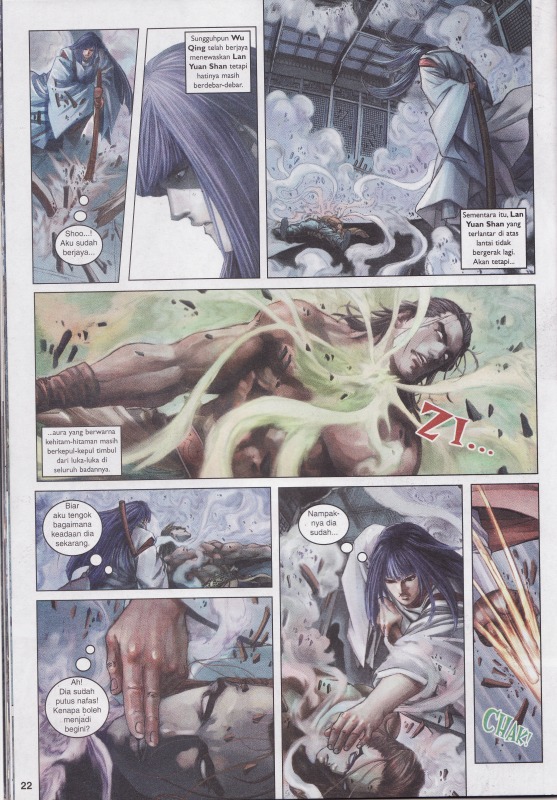 Shoo...!
Aku sudah
berjaya...
Sungguhpun Wu
Qing telah berjaya
menewaskan Lan
Yuan Shan tetapi
hatinya masih
berdebar-debar.
Sementara itu, Lan
Yuan Shan yang
terlantar di atas
lantai tidak
bergerak lagi.
Akan tetapi...
...aura yang berwarna
kehitam-hitaman masih
berkepul-kepul timbul
dari luka-luka di
seluruh badannya.
ZI...
Biar
aku tengok
bagaimana
keadaan dia
sekarang.
Ah!
Dia sudah
putus nafas!
Kenapa boleh
menjadi
begini?
Nampak-
nya dia
sudah...
CHAK!
22